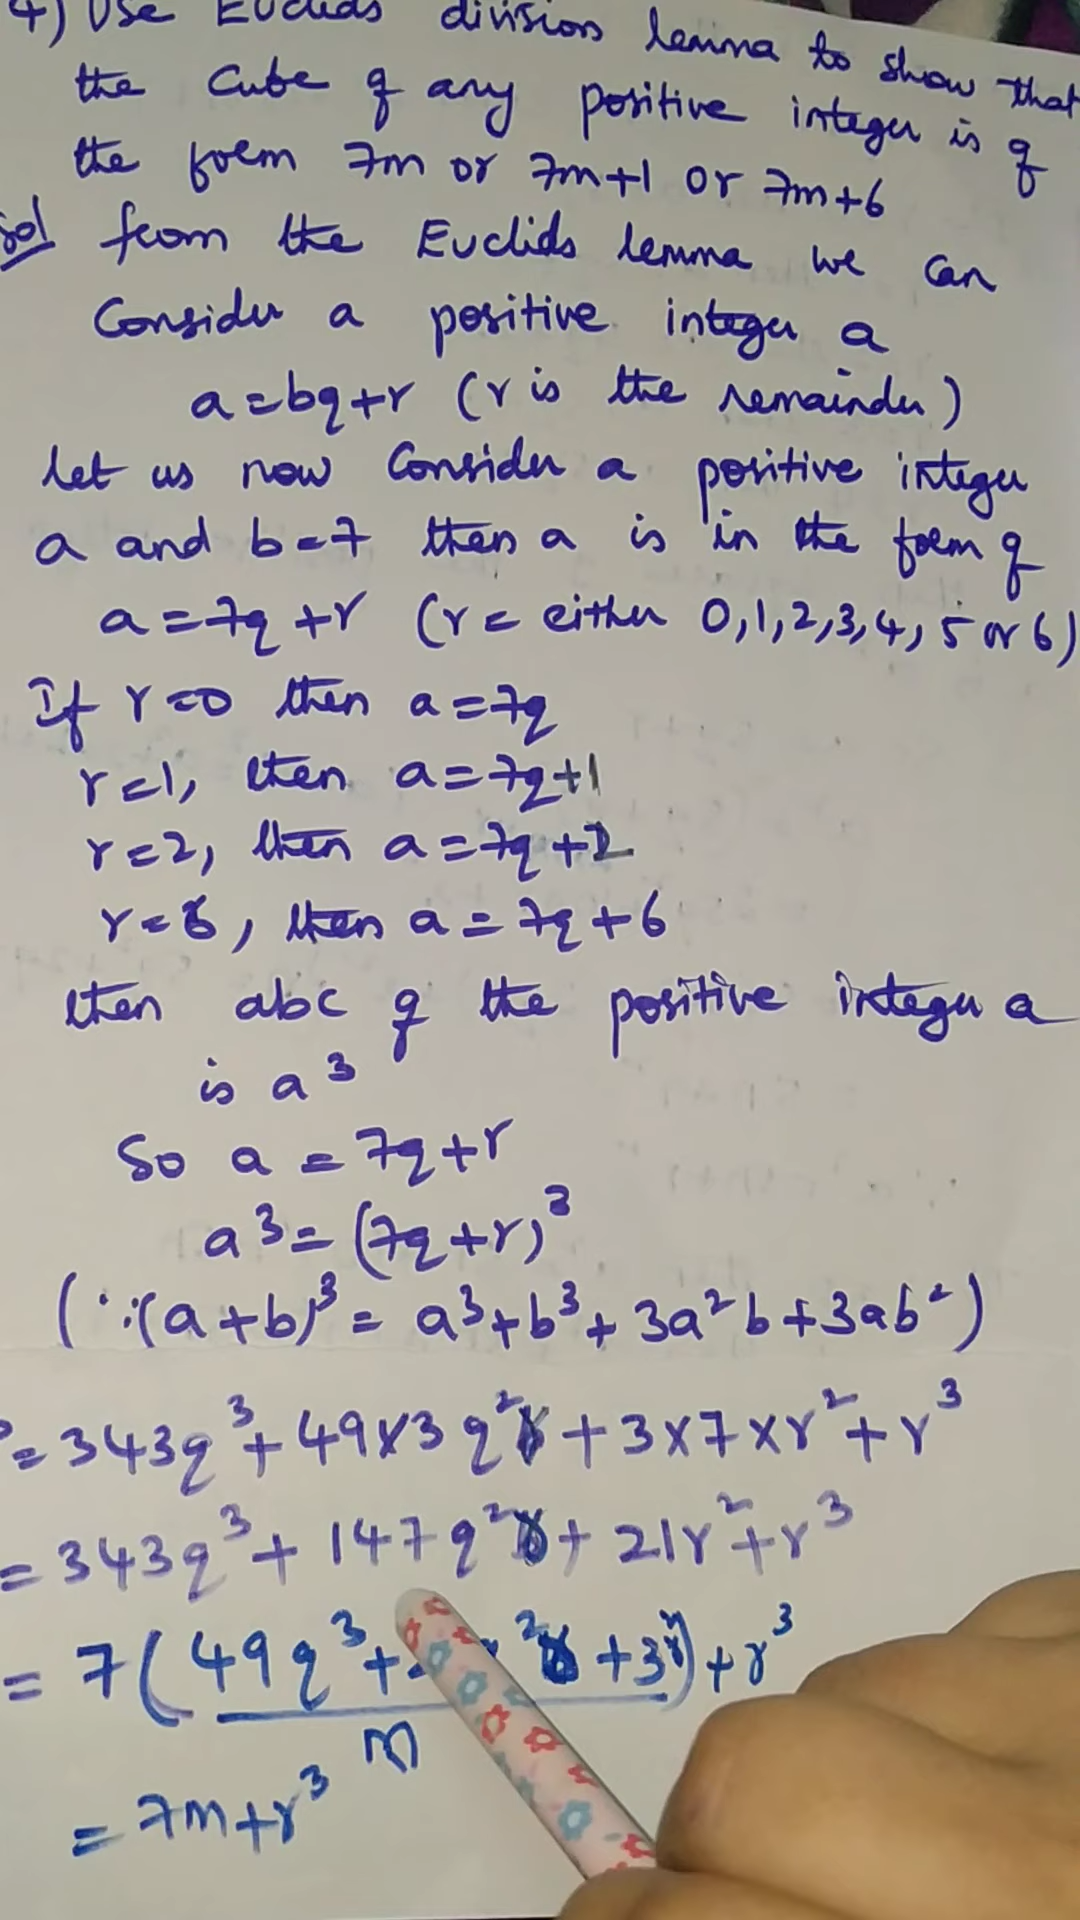 4) Use Euclids division lemma to show that
the Cube of any positive integer is of
the form 7m or 7m+1 or 7m+6
Sol from the Euclids lemma we can
Consider a positive integer a
a=bq+r (r is the remainder)
let us now Consider a positive integer
a and b=7 then a is in the form of
a=7q+r (r= either 0,1,2,3,4,5 or 6)
If r=0 then a=7q
r=1, then a=7q+1
r=2, then a=7q+2
r=6, then a=7q+6
then abc of the positive integer a
is a³
So a = 7q+r
a³=(7q+r)³
(∵(a+b)³= a³+b³+3a²b+3ab²)
³=343q³+49×3q²r+3×7×r²+r³
=343q³+147q²r+21r²+r³
=7(49q³+ ²r+3r²)+r³
m
=7m+r³